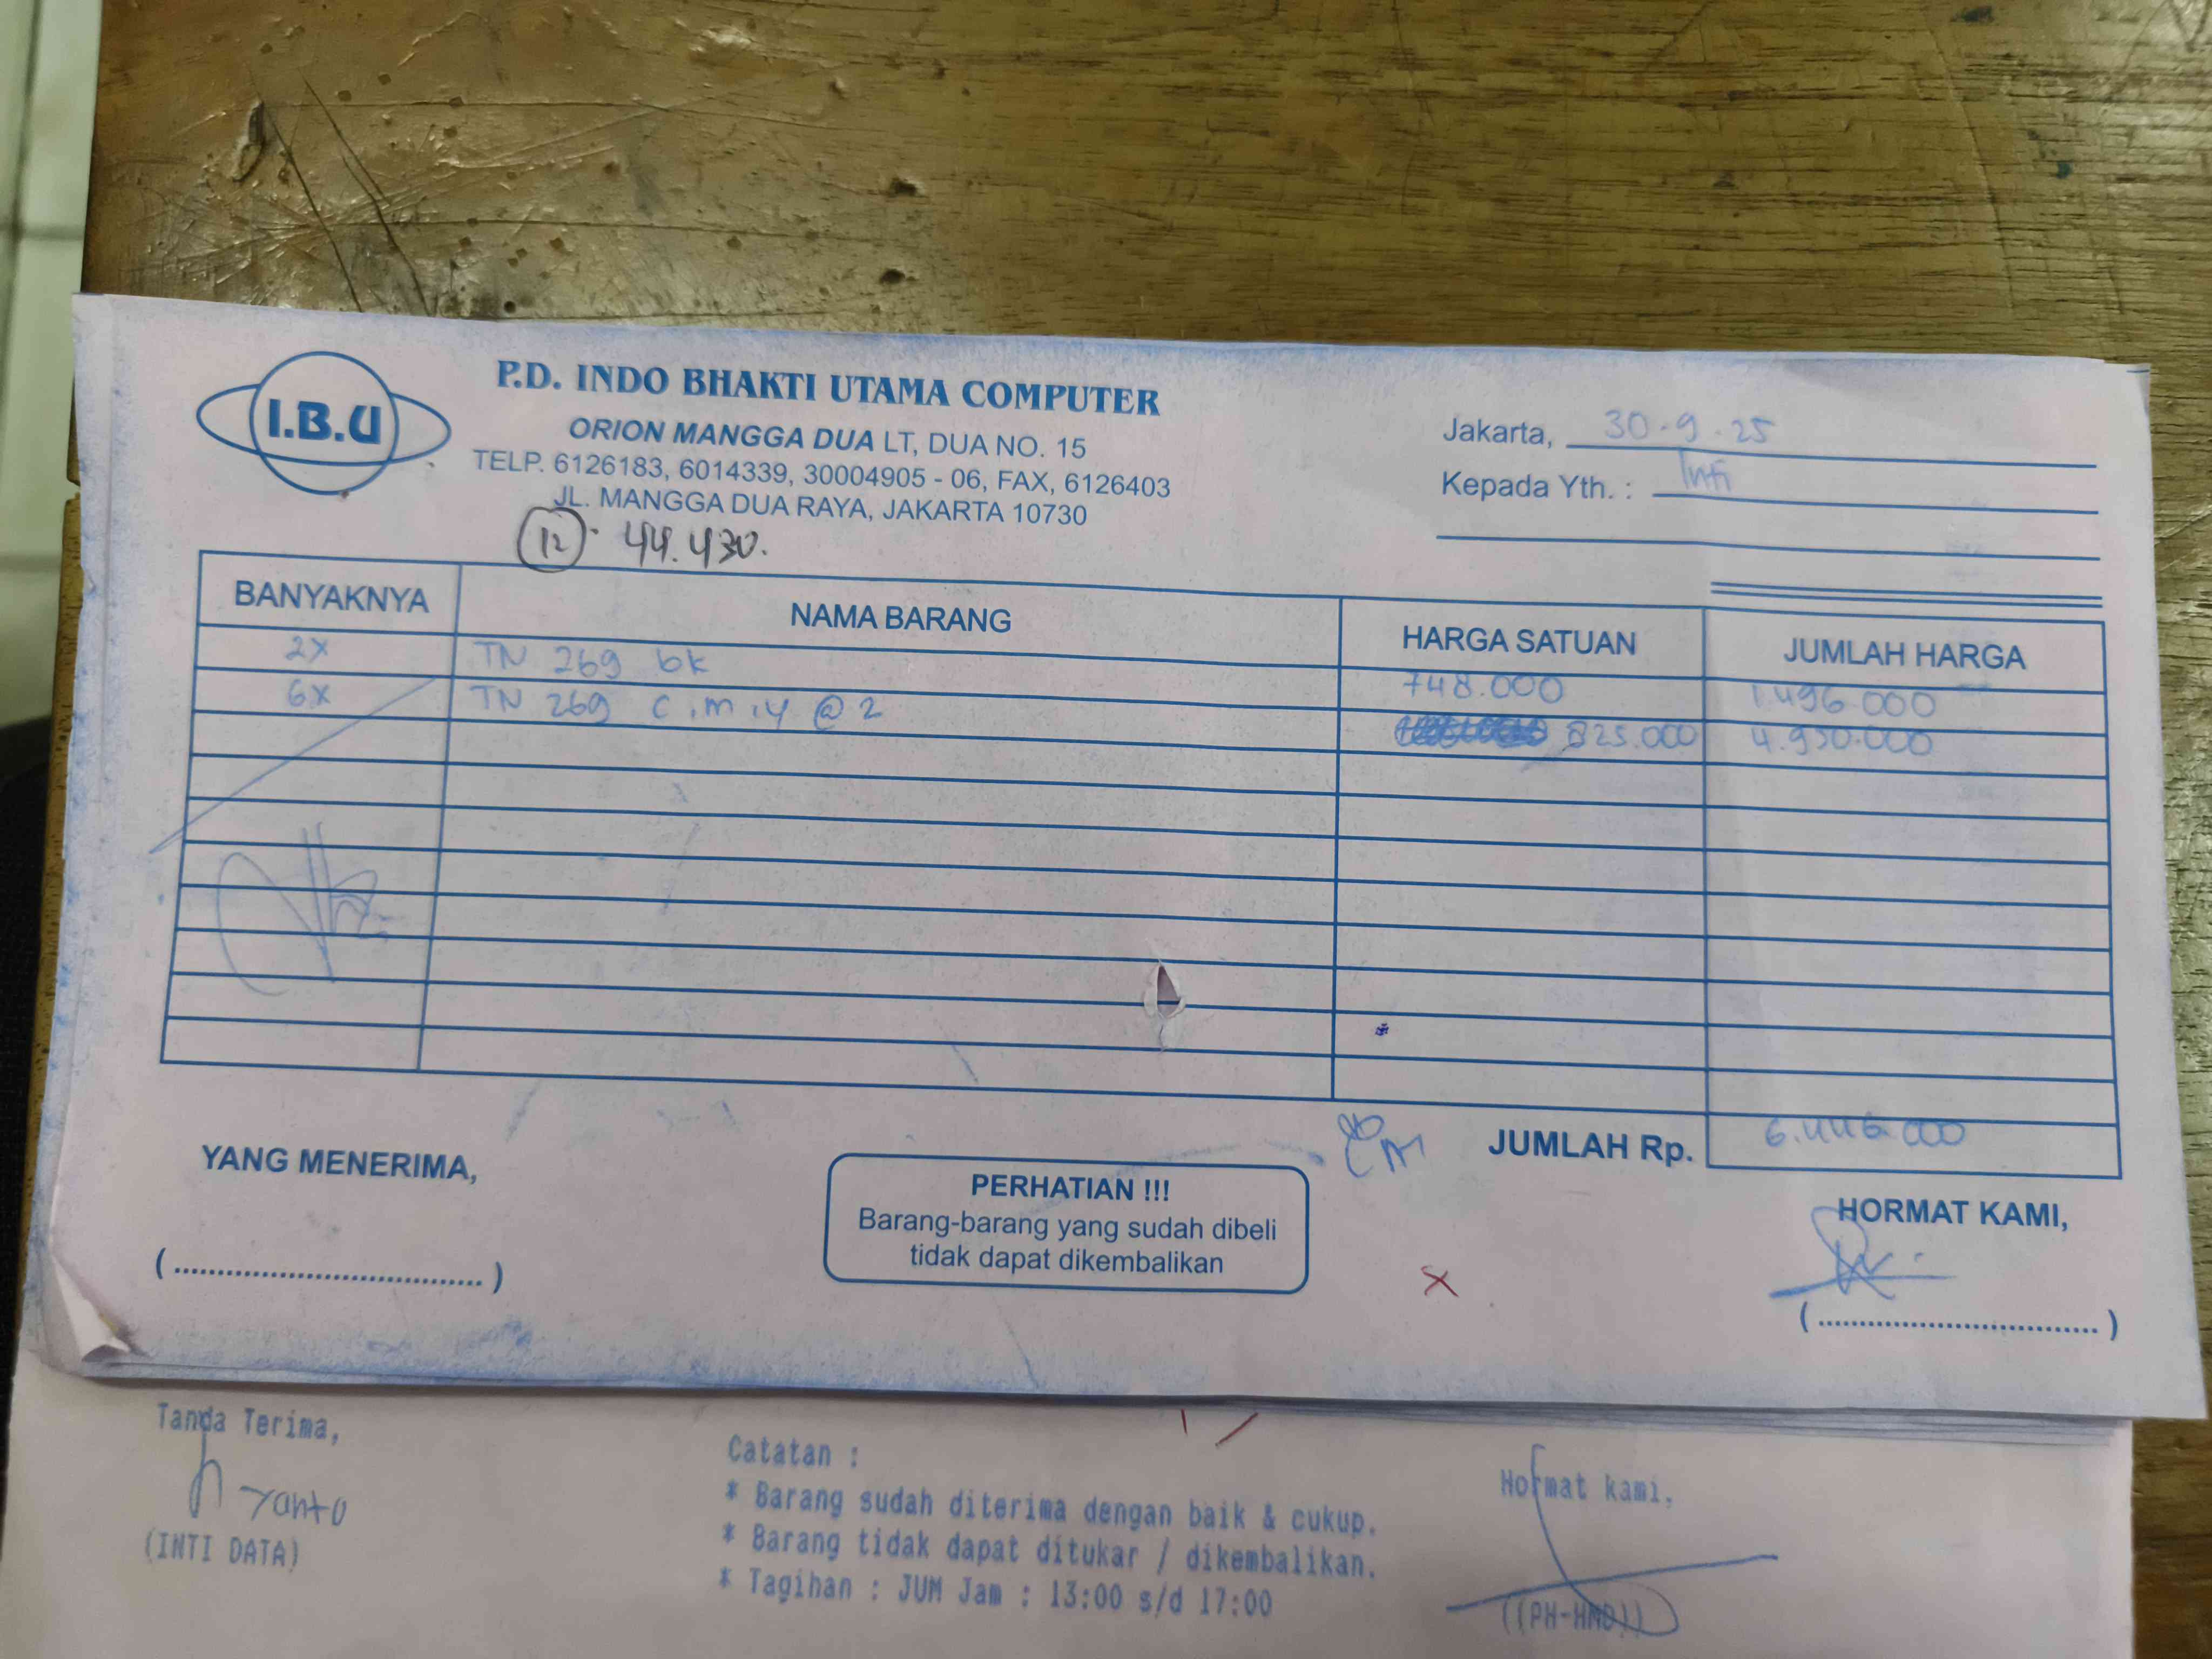 I.B.U
P.D. INDO BHAKTI UTAMA COMPUTER
ORION MANGGA DUA LT, DUA NO. 15
TELP. 6126183, 6014339, 30004905 - 06, FAX, 6126403
JL. MANGGA DUA RAYA, JAKARTA 10730
12 44.430.
Jakarta, 30-9-25
Kepada Yth. : Inti
BANYAKNYA NAMA BARANG HARGA SATUAN JUMLAH HARGA
2x TN 269 bk 748.000 1.496.000
6x TN 269 c.m.y @ 2 825.000 4.950.000
JUMLAH Rp. 6.446.000
YANG MENERIMA,
(..................................)
PERHATIAN !!!
Barang-barang yang sudah dibeli
tidak dapat dikembalikan
HORMAT KAMI,
(..................................)
Tanda Terima,
Yanto
(INTI DATA)
Catatan :
* Barang sudah diterima dengan baik & cukup.
* Barang tidak dapat ditukar / dikembalikan.
* Tagihan : JUM Jam : 13:00 s/d 17:00
Hormat kami,
((PH-HMD))